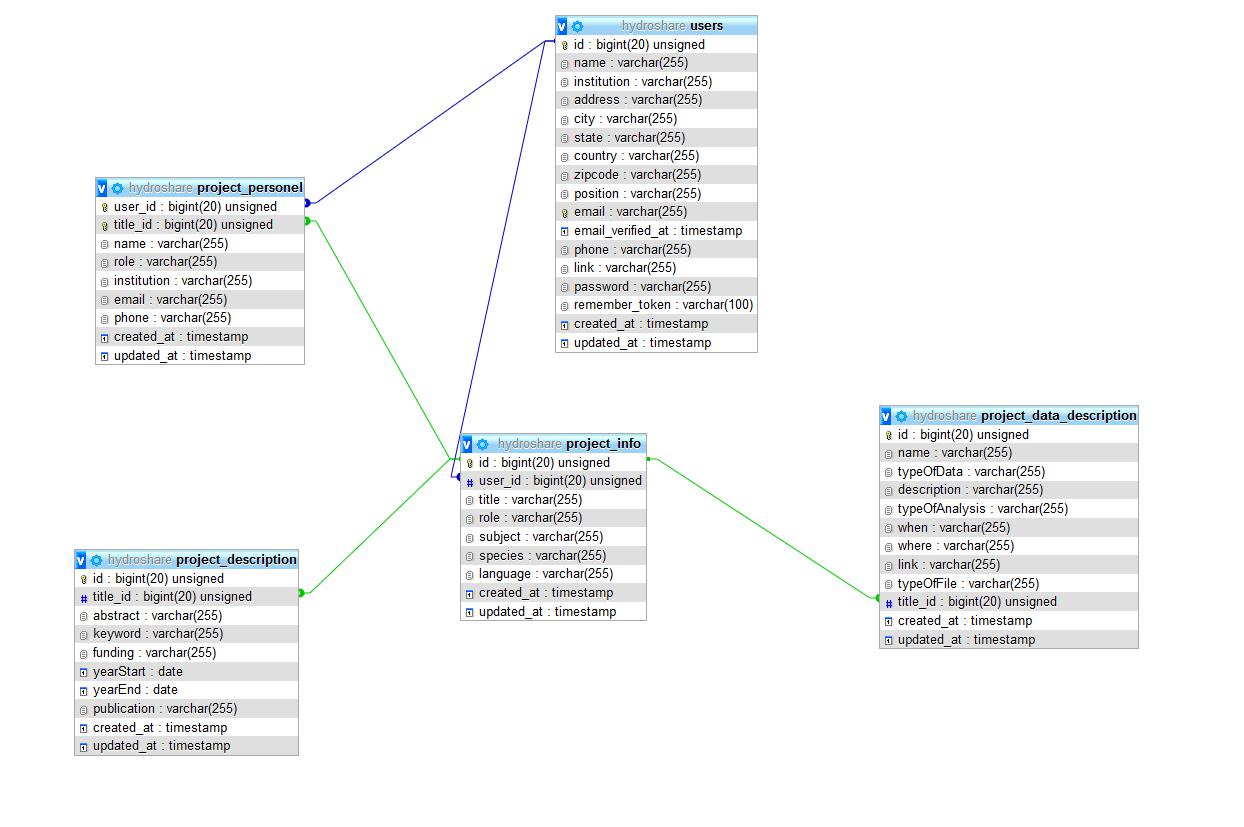 hydroshare users
id : bigint(20) unsigned
name : varchar(255)
institution : varchar(255)
address : varchar(255)
city : varchar(255)
state : varchar(255)
country : varchar(255)
zipcode : varchar(255)
position : varchar(255)
email : varchar(255)
email_verified_at : timestamp
phone : varchar(255)
link : varchar(255)
password : varchar(255)
remember_token : varchar(100)
created_at : timestamp
updated_at : timestamp
hydroshare project_personel
user_id : bigint(20) unsigned
title_id : bigint(20) unsigned
name : varchar(255)
role : varchar(255)
institution : varchar(255)
email : varchar(255)
phone : varchar(255)
created_at : timestamp
updated_at : timestamp
hydroshare project_info
id : bigint(20) unsigned
user_id : bigint(20) unsigned
title : varchar(255)
role : varchar(255)
subject : varchar(255)
species : varchar(255)
language : varchar(255)
created_at : timestamp
updated_at : timestamp
hydroshare project_data_description
id : bigint(20) unsigned
name : varchar(255)
typeOfData : varchar(255)
description : varchar(255)
typeOfAnalysis : varchar(255)
when : varchar(255)
where : varchar(255)
link : varchar(255)
typeOfFile : varchar(255)
title_id : bigint(20) unsigned
created_at : timestamp
updated_at : timestamp
hydroshare project_description
id : bigint(20) unsigned
title_id : bigint(20) unsigned
abstract : varchar(255)
keyword : varchar(255)
funding : varchar(255)
yearStart : date
yearEnd : date
publication : varchar(255)
created_at : timestamp
updated_at : timestamp